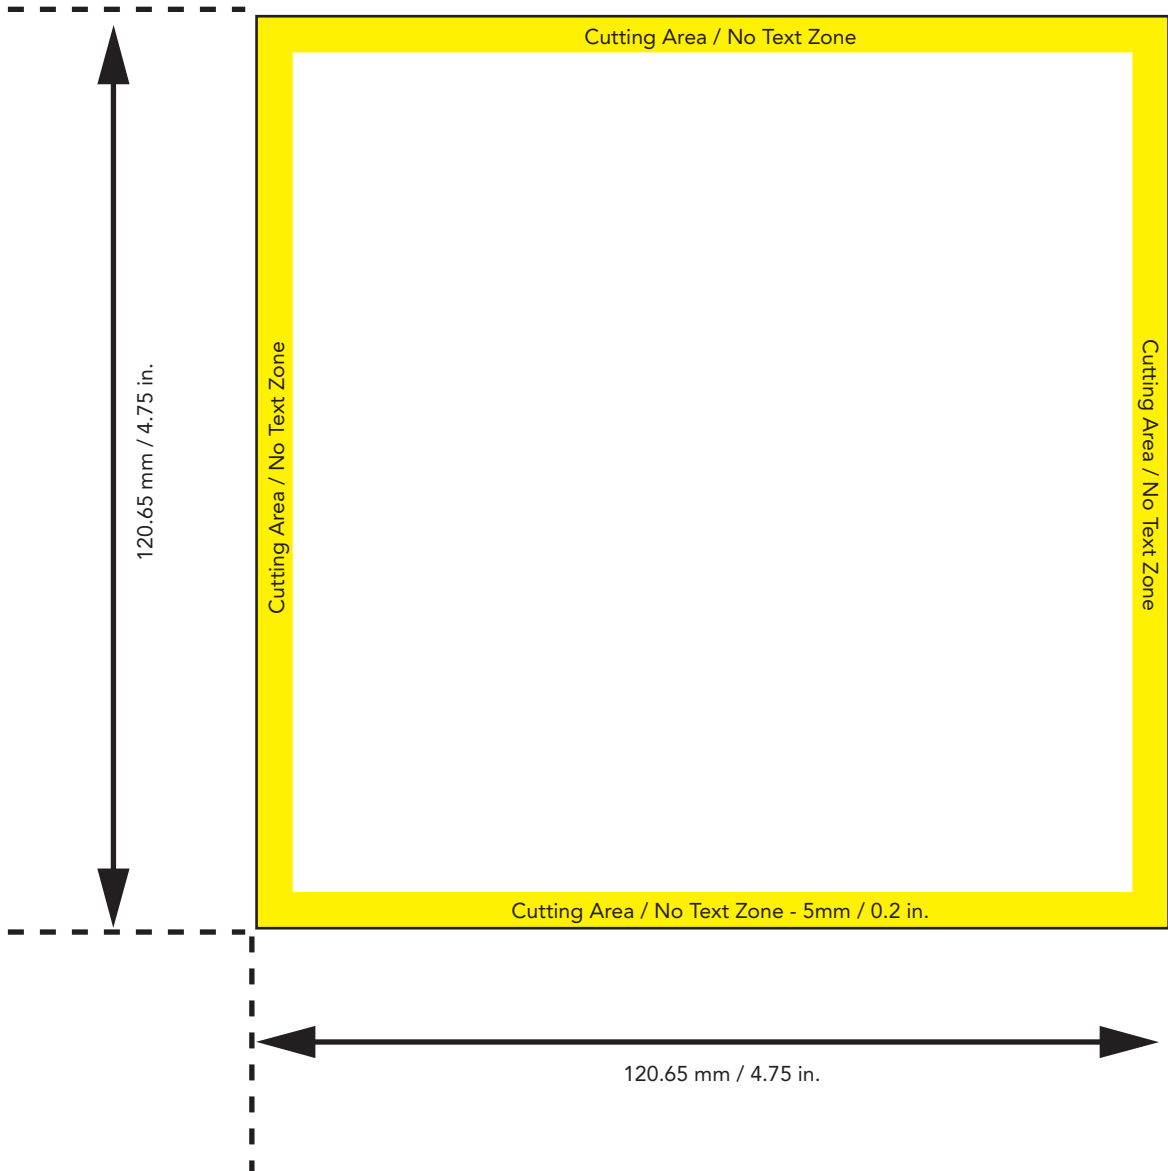 Cutting Area / No Text Zone
120.65 mm / 4.75 in.
Cutting Area / No Text Zone
Cutting Area / No Text Zone
Cutting Area / No Text Zone - 5mm / 0.2 in.
120.65 mm / 4.75 in.